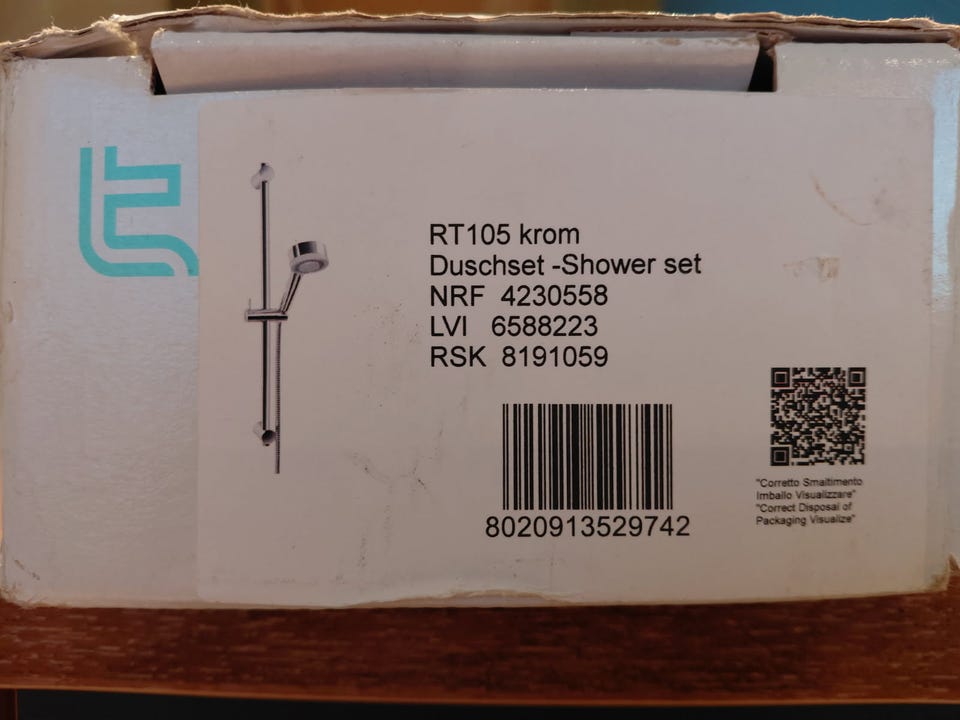 RT105 krom
Duschset -Shower set
NRF 4230558
LVI 6588223
RSK 8191059
8020913529742
"Corretto Smaltimento
Imballo Visualizzare"
"Correct Disposal of
Packaging Visualize"